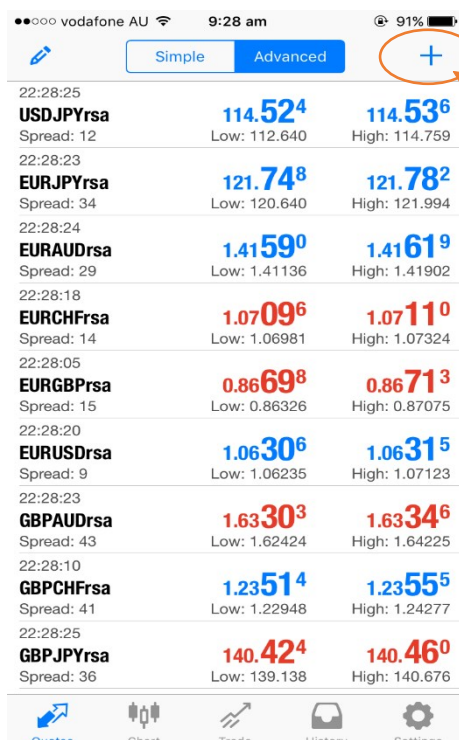 vodafone AU 9:28 am 91%
Simple Advanced +
22:28:25
USDJPYrsa 114.524 114.536
Spread: 12 Low: 112.640 High: 114.759
22:28:23
EURJPYrsa 121.748 121.782
Spread: 34 Low: 120.640 High: 121.994
22:28:24
EURAUDrsa 1.41590 1.41619
Spread: 29 Low: 1.41136 High: 1.41902
22:28:18
EURCHFrsa 1.07096 1.07110
Spread: 14 Low: 1.06981 High: 1.07324
22:28:05
EURGBPrsa 0.86698 0.86713
Spread: 15 Low: 0.86326 High: 0.87075
22:28:20
EURUSDrsa 1.06306 1.06315
Spread: 9 Low: 1.06235 High: 1.07123
22:28:23
GBPAUDrsa 1.63303 1.63346
Spread: 43 Low: 1.62424 High: 1.64225
22:28:10
GBPCHFrsa 1.23514 1.23555
Spread: 41 Low: 1.22948 High: 1.24277
22:28:25
GBPJPYrsa 140.424 140.460
Spread: 36 Low: 139.138 High: 140.676
Quotes Chart Trade History Settings